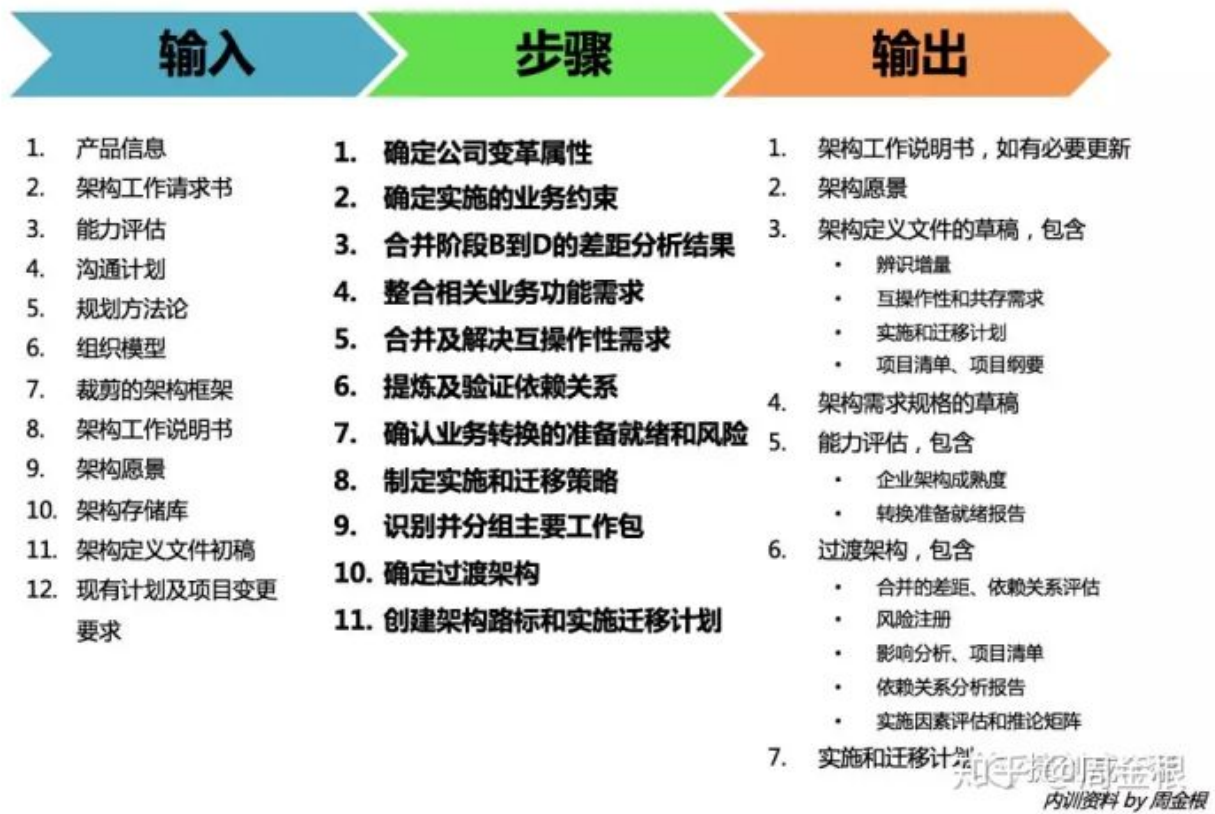 输入
步骤
输出
1. 产品信息
2. 架构工作请求书
3. 能力评估
4. 沟通计划
5. 规划方法论
6. 组织模型
7. 裁剪的架构框架
8. 架构工作说明书
9. 架构愿景
10. 架构存储库
11. 架构定义文件初稿
12. 现有计划及项目变更
要求
1. 确定公司变革属性
2. 确定实施的业务约束
3. 合并阶段B到D的差距分析结果
4. 整合相关业务功能需求
5. 合并及解决互操作性需求
6. 提炼及验证依赖关系
7. 确认业务转换的准备就绪和风险
8. 制定实施和迁移策略
9. 识别并分组主要工作包
10. 确定过渡架构
11. 创建架构路标和实施迁移计划
1. 架构工作说明书，如有必要更新
2. 架构愿景
3. 架构定义文件的草稿，包含
• 辨识增量
• 互操作性和共存需求
• 实施和迁移计划
• 项目清单、项目纲要
4. 架构需求规格的草稿
5. 能力评估，包含
• 企业架构成熟度
• 转换准备就绪报告
6. 过渡架构，包含
• 合并的差距、依赖关系评估
• 风险注册
• 影响分析、项目清单
• 依赖关系分析报告
• 实施因素评估和推论矩阵
7. 实施和迁移计划
知乎 @周金根
内训资料 by 周金根